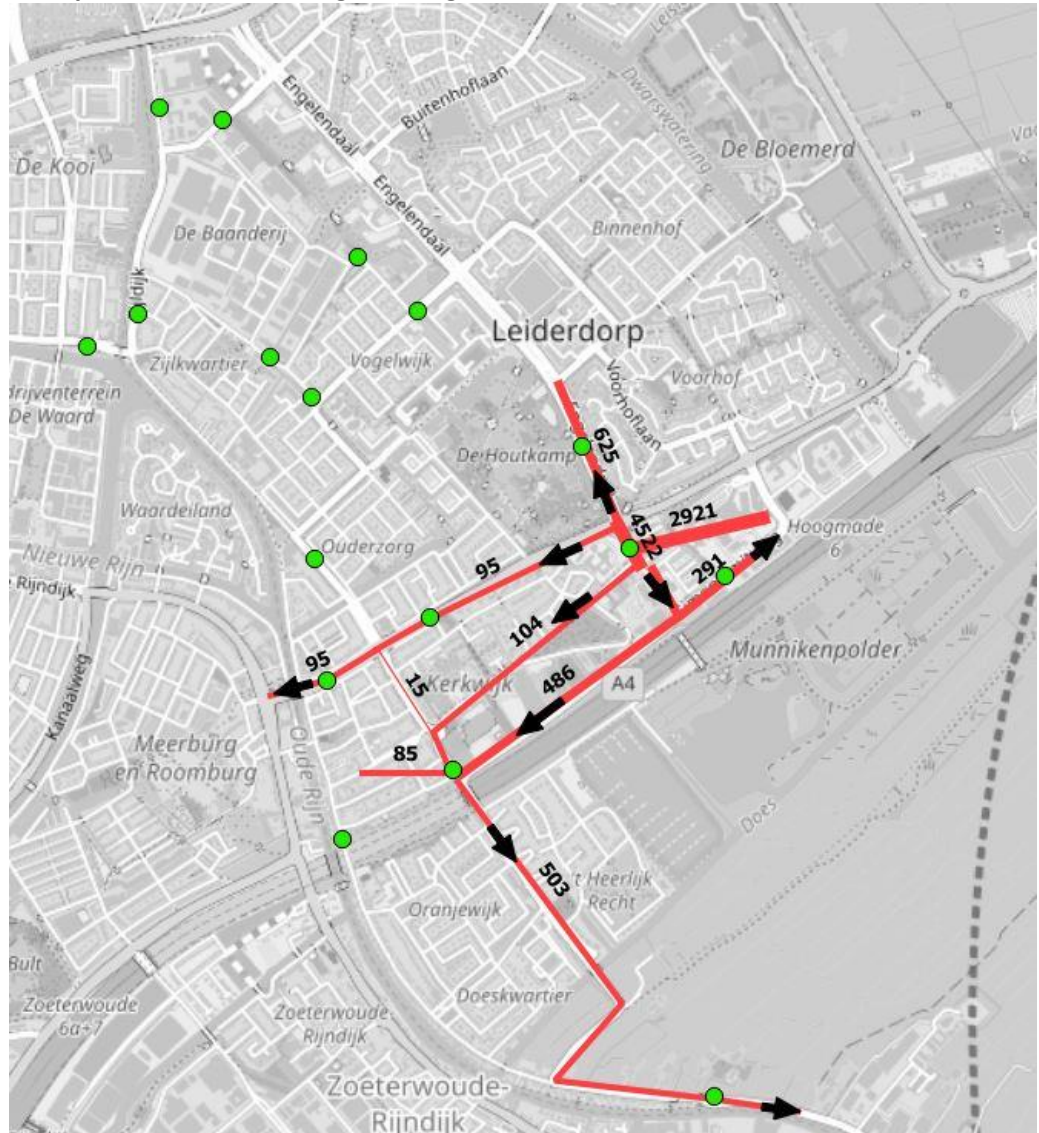 Leist
Engelendaal
Buitenhoflaan
Dwarswatering
De Bloemerd
De Kooi
Engelendaal
Binnenhof
De Baanderij
ldijk
Leiderdorp
Zijlkwartier
Vogelwijk
Voorhof
Voorhoflaan
drijventerrein
De Waard
625
De Houtkamp
2921
4522
Waardeiland
Hoogmade
6
Nieuwe Rijn
Ouderzorg
291
95
e Rijndijk
104
Munnikenpolder
95
15
Kerkwijk
486
A4
Kanaalweg
Meerburg
en Roomburg
Oude Rijn
85
Does
503
't Heerlijk
Recht
Oranjewijk
Bult
Doeskwartier
Zoeterwoude
6a+7
Zoeterwoude
Rijndijk
Zoeterwoude-
Rijndijk